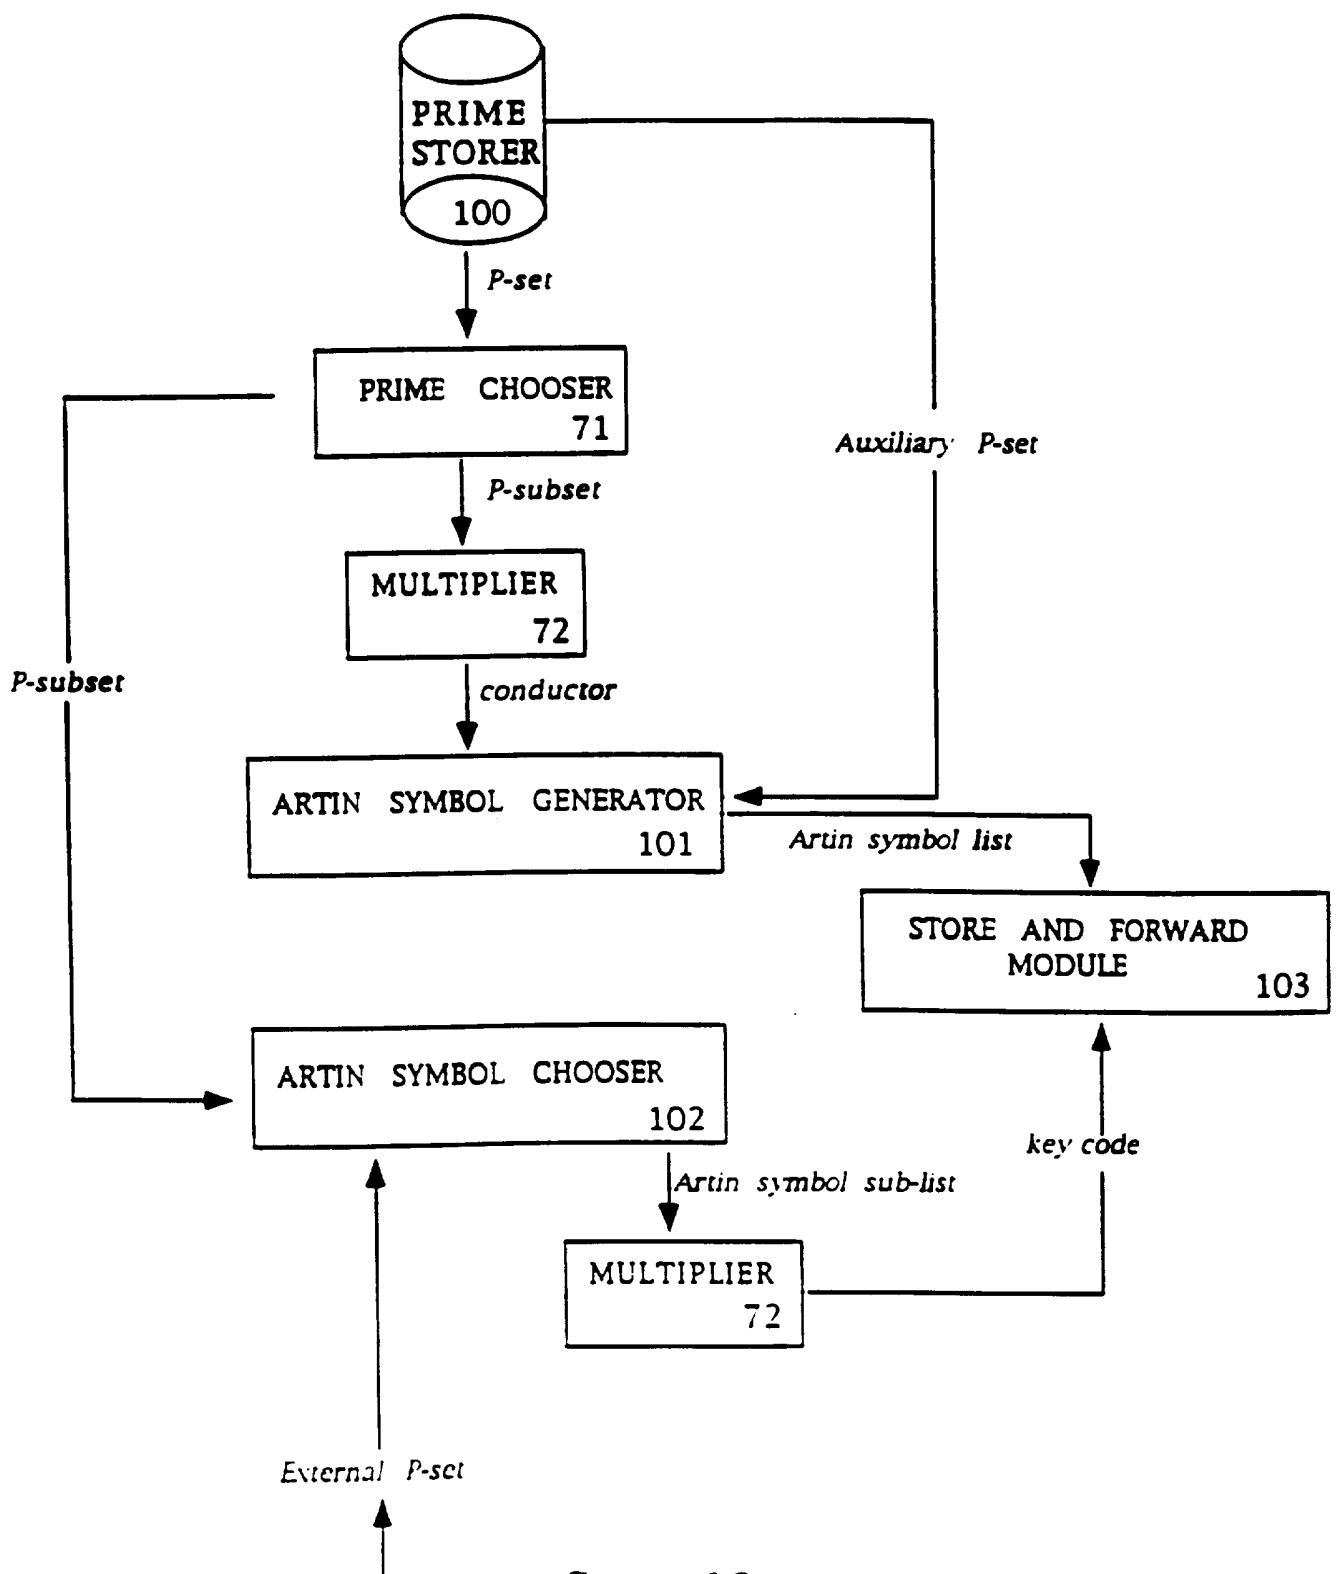 PRIME
STORER
100
P-set
PRIME CHOOSER
71
Auxiliary P-set
P-subset
MULTIPLIER
72
P-subset
conductor
ARTIN SYMBOL GENERATOR
101
Artin symbol list
STORE AND FORWARD
MODULE
103
ARTIN SYMBOL CHOOSER
102
key code
Artin symbol sub-list
MULTIPLIER
72
External P-set